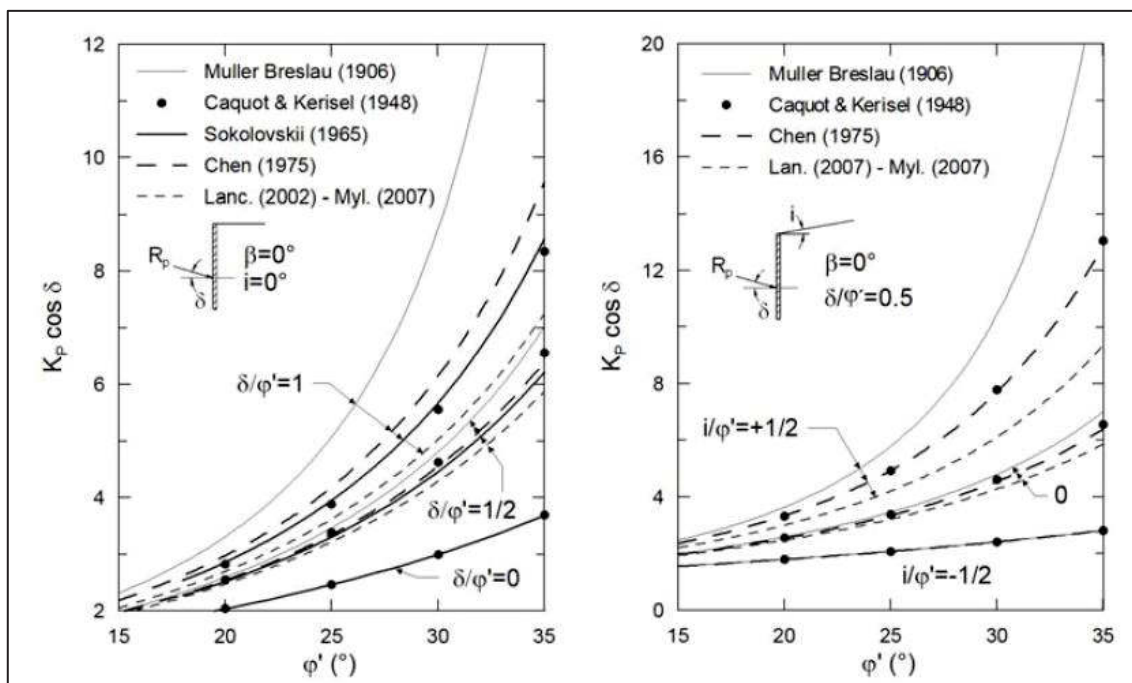 12
10
8
6
4
2
K_P cos δ
Muller Breslau (1906)
Caquot & Kerisel (1948)
Sokolovskii (1965)
Chen (1975)
Lanc. (2002) - Myl. (2007)
R_p
δ
β=0°
i=0°
δ/φ'=1
δ/φ'=1/2
δ/φ'=0
15
20
25
30
35
φ' (°)
20
16
12
8
4
0
K_P cos δ
Muller Breslau (1906)
Caquot & Kerisel (1948)
Chen (1975)
Lan. (2007) - Myl. (2007)
i
R_p
δ
β=0°
δ/φ'=0.5
i/φ'=+1/2
0
i/φ'=-1/2
15
20
25
30
35
φ' (°)